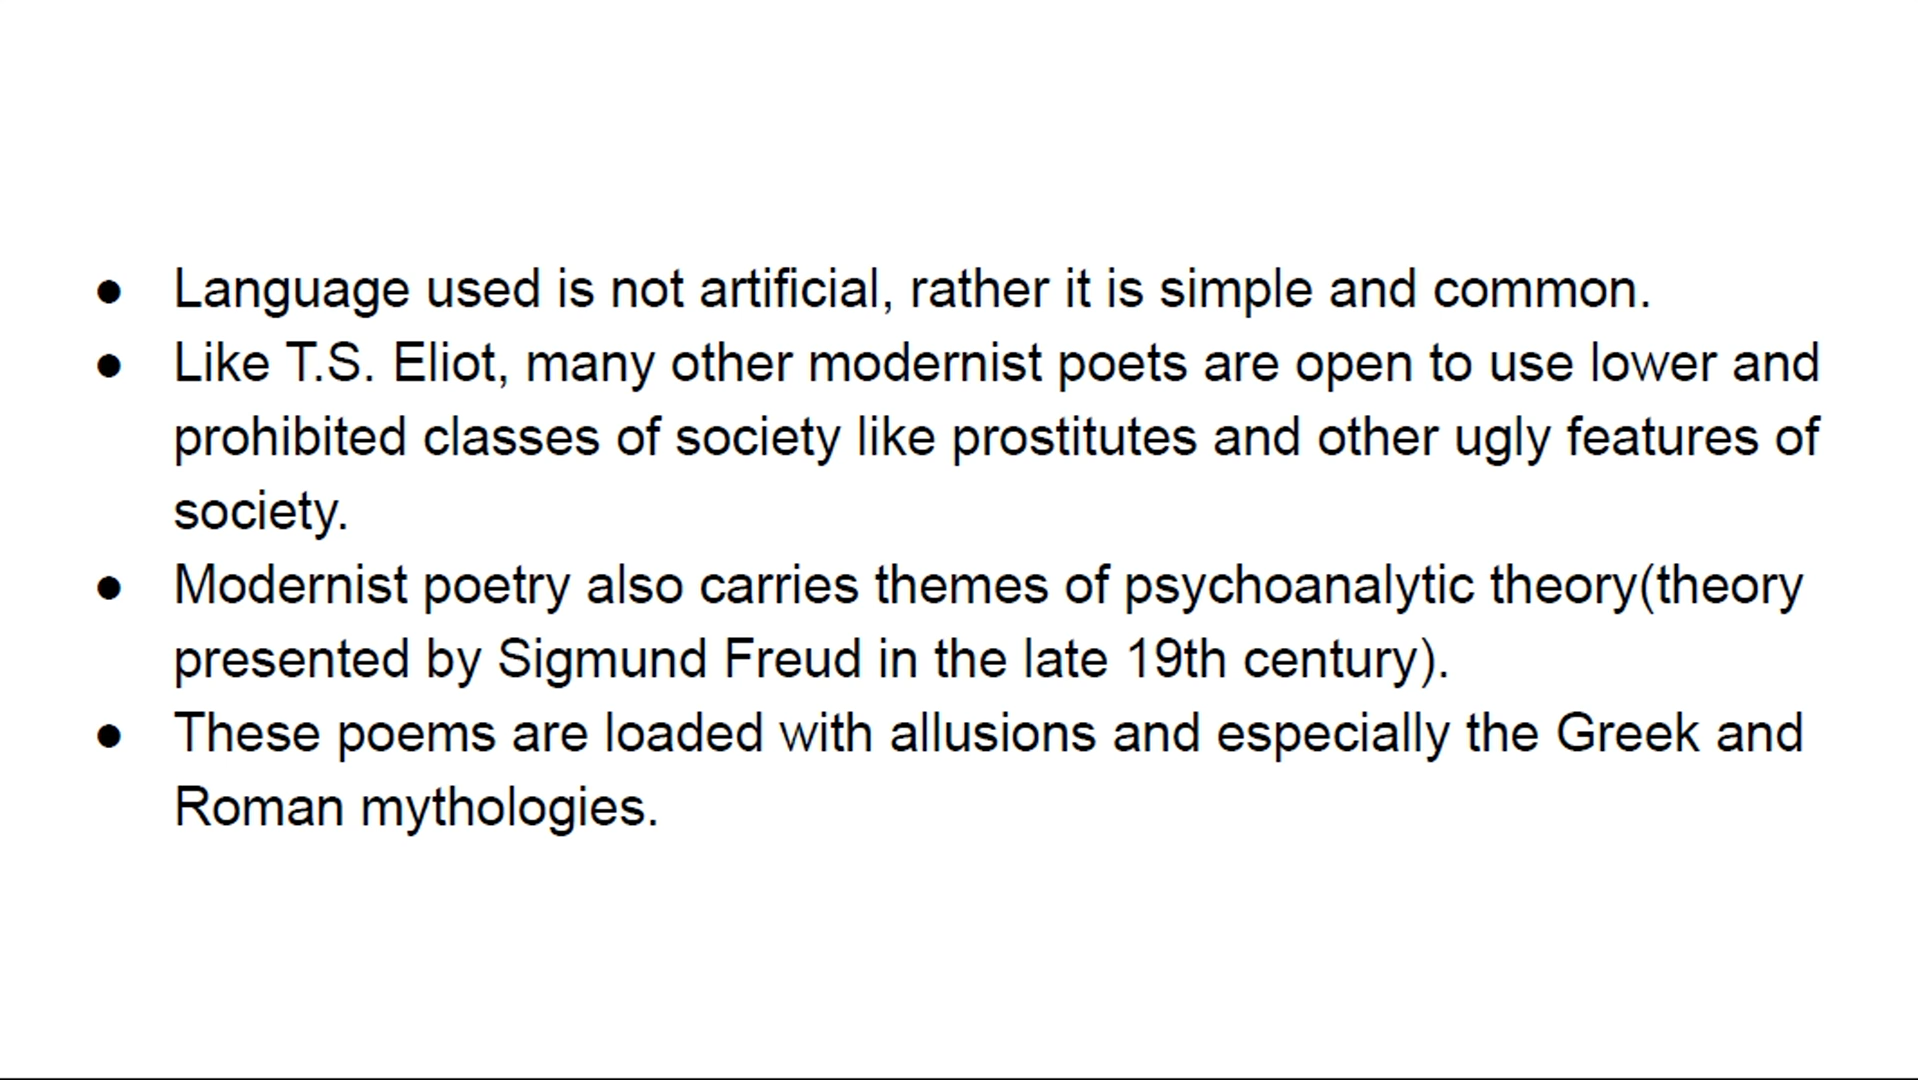 ● Language used is not artificial, rather it is simple and common.
● Like T.S. Eliot, many other modernist poets are open to use lower and
prohibited classes of society like prostitutes and other ugly features of
society.
● Modernist poetry also carries themes of psychoanalytic theory(theory
presented by Sigmund Freud in the late 19th century).
● These poems are loaded with allusions and especially the Greek and
Roman mythologies.